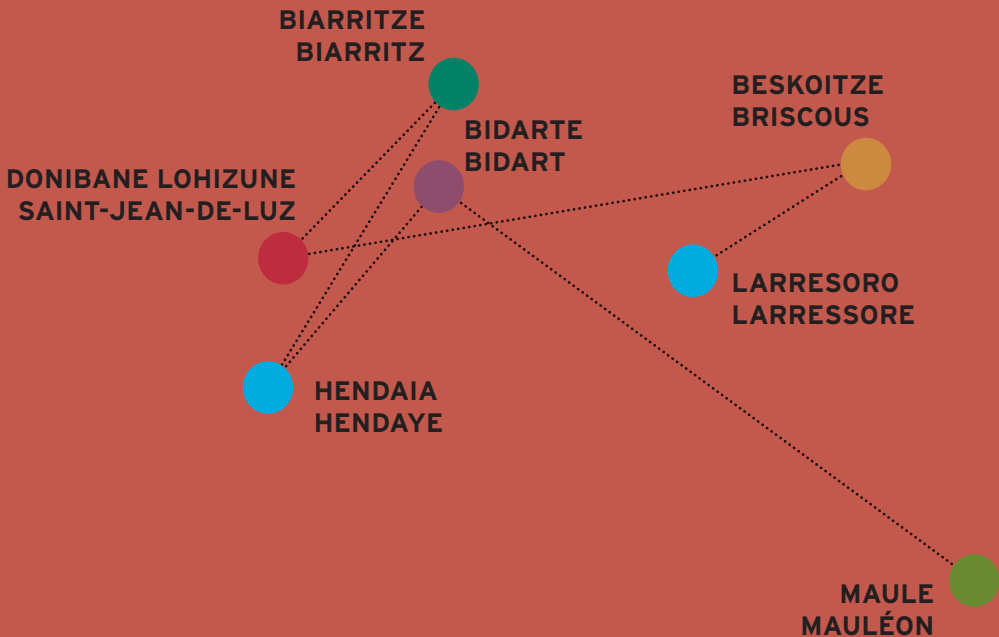 BIARRITZE
BIARRITZ
BESKOITZE
BRISCOUS
BIDARTE
BIDART
DONIBANE LOHIZUNE
SAINT-JEAN-DE-LUZ
LARRESORO
LARRESSORE
HENDAIA
HENDAYE
MAULE
MAULÉON